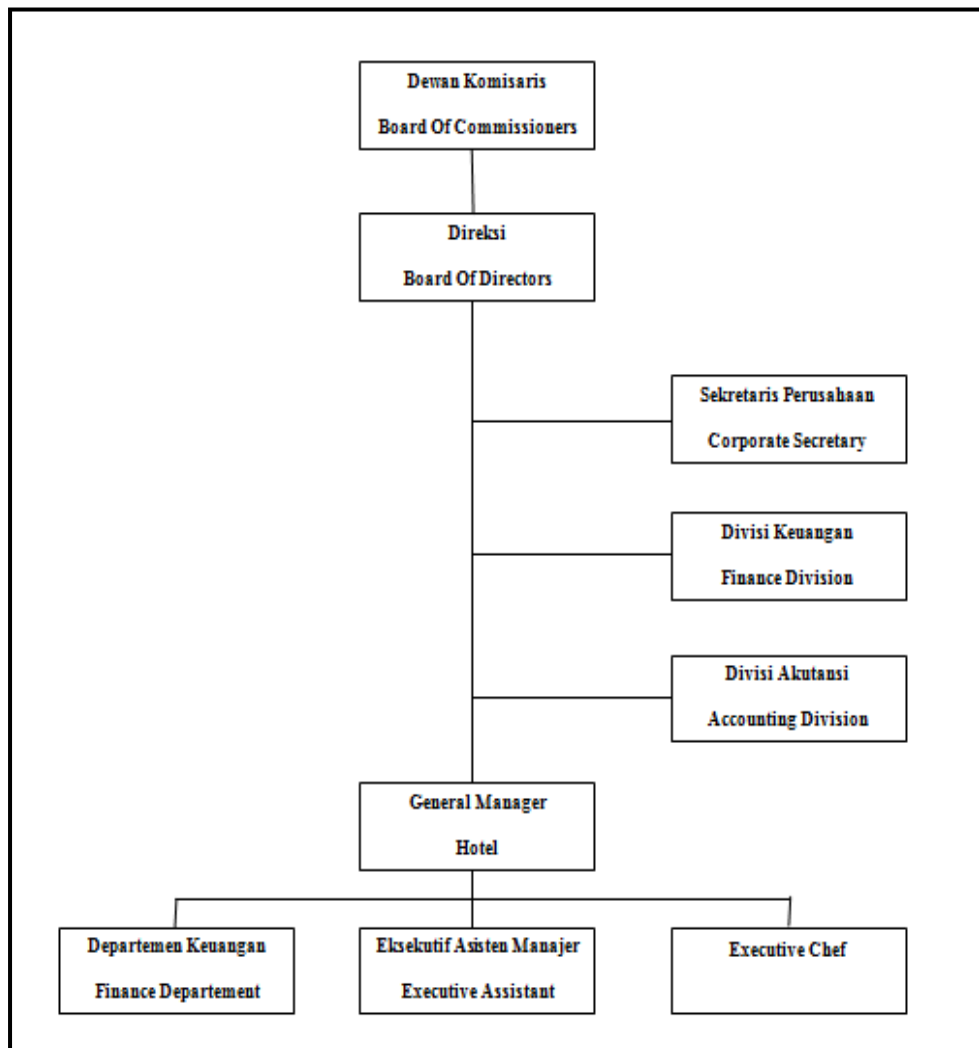 Dewan Komisaris
Board Of Commissioners
Direksi
Board Of Directors
Sekretaris Perusahaan
Corporate Secretary
Divisi Keuangan
Finance Division
Divisi Akutansi
Accounting Division
General Manager
Hotel
Departemen Keuangan
Finance Departement
Eksekutif Asisten Manajer
Executive Assistant
Executive Chef